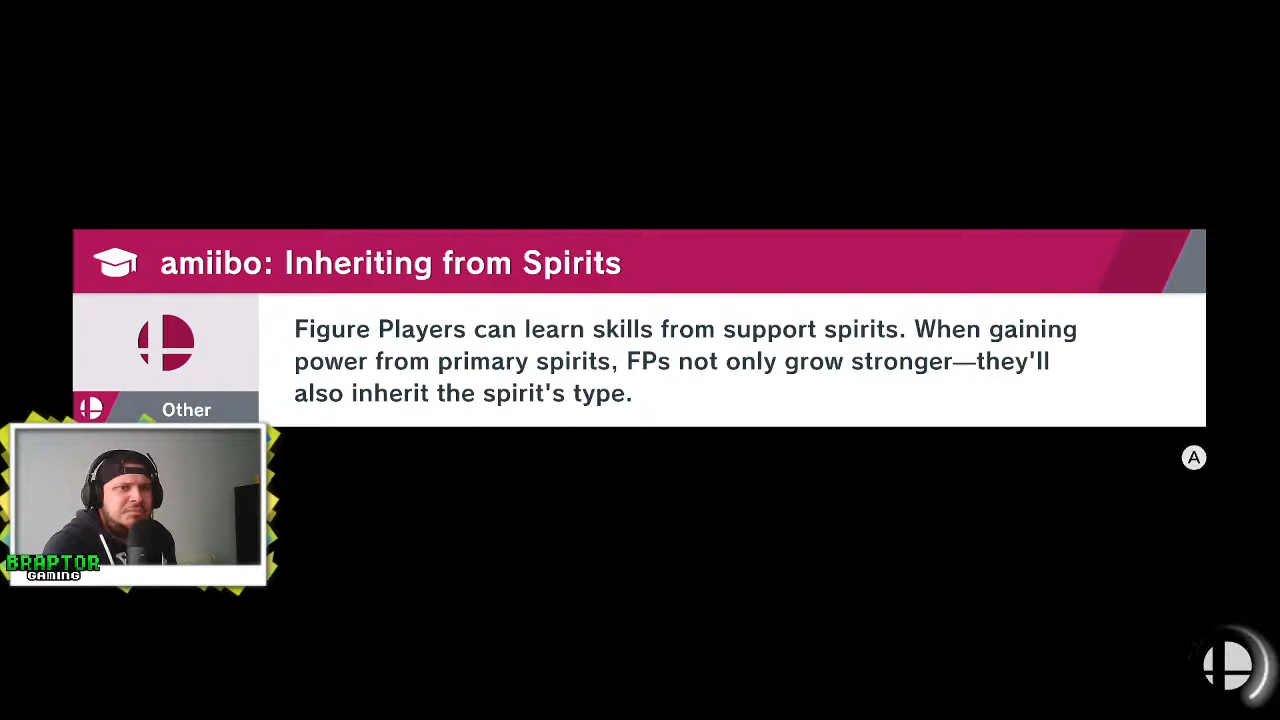 amiibo: Inheriting from Spirits
Figure Players can learn skills from support spirits. When gaining
power from primary spirits, FPs not only grow stronger—they'll
also inherit the spirit's type.
Other
A
BRAPTOR
GAMING